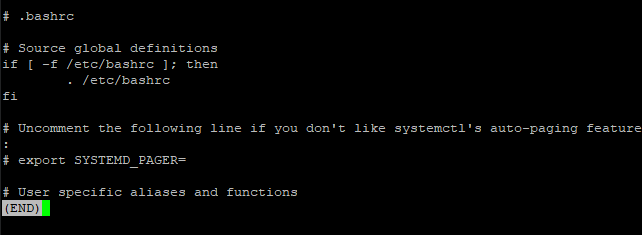 # .bashrc

# Source global definitions
if [ -f /etc/bashrc ]; then
        . /etc/bashrc
fi

# Uncomment the following line if you don't like systemctl's auto-paging feature
:
# export SYSTEMD_PAGER=

# User specific aliases and functions
(END)